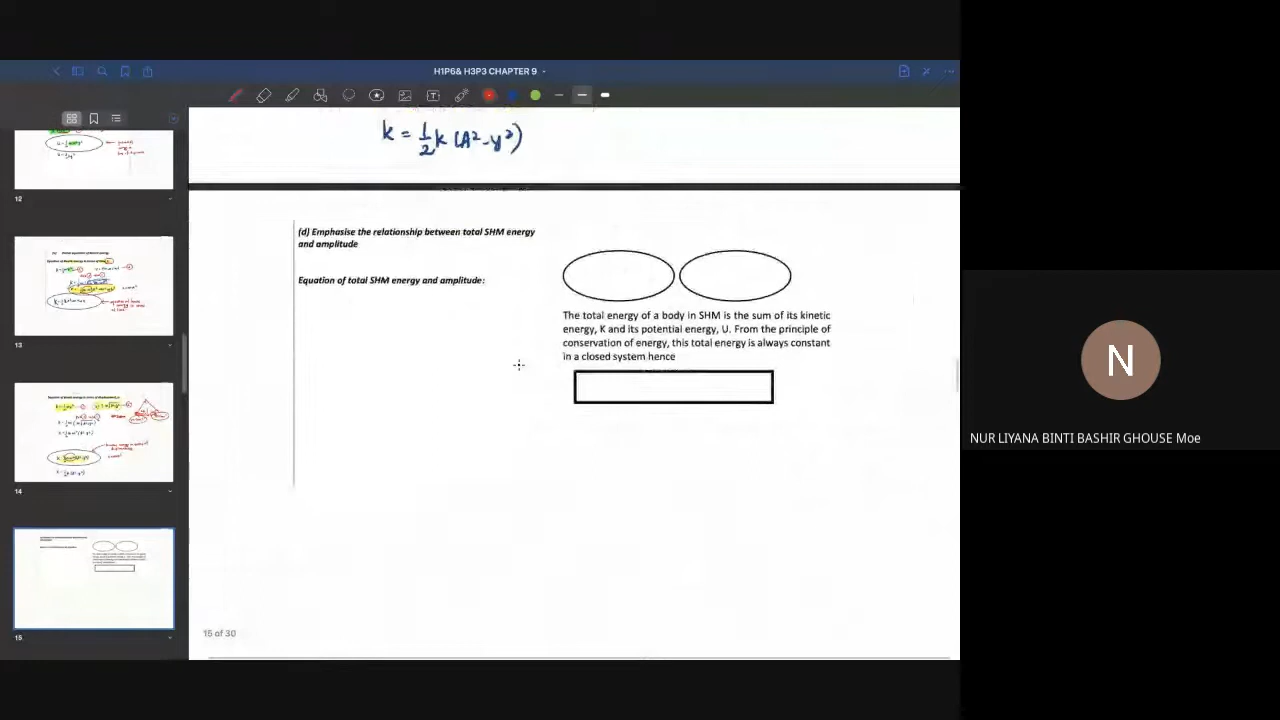 H1P6& H3P3 CHAPTER 9
k = 1/2 k (A² - y²)
12
(d) Emphasise the relationship between total SHM energy
and amplitude
Equation of total SHM energy and amplitude:
The total energy of a body in SHM is the sum of its kinetic
energy, K and its potential energy, U. From the principle of
conservation of energy, this total energy is always constant
in a closed system hence
13
14
15
15 of 30
N
NUR LIYANA BINTI BASHIR GHOUSE Moe